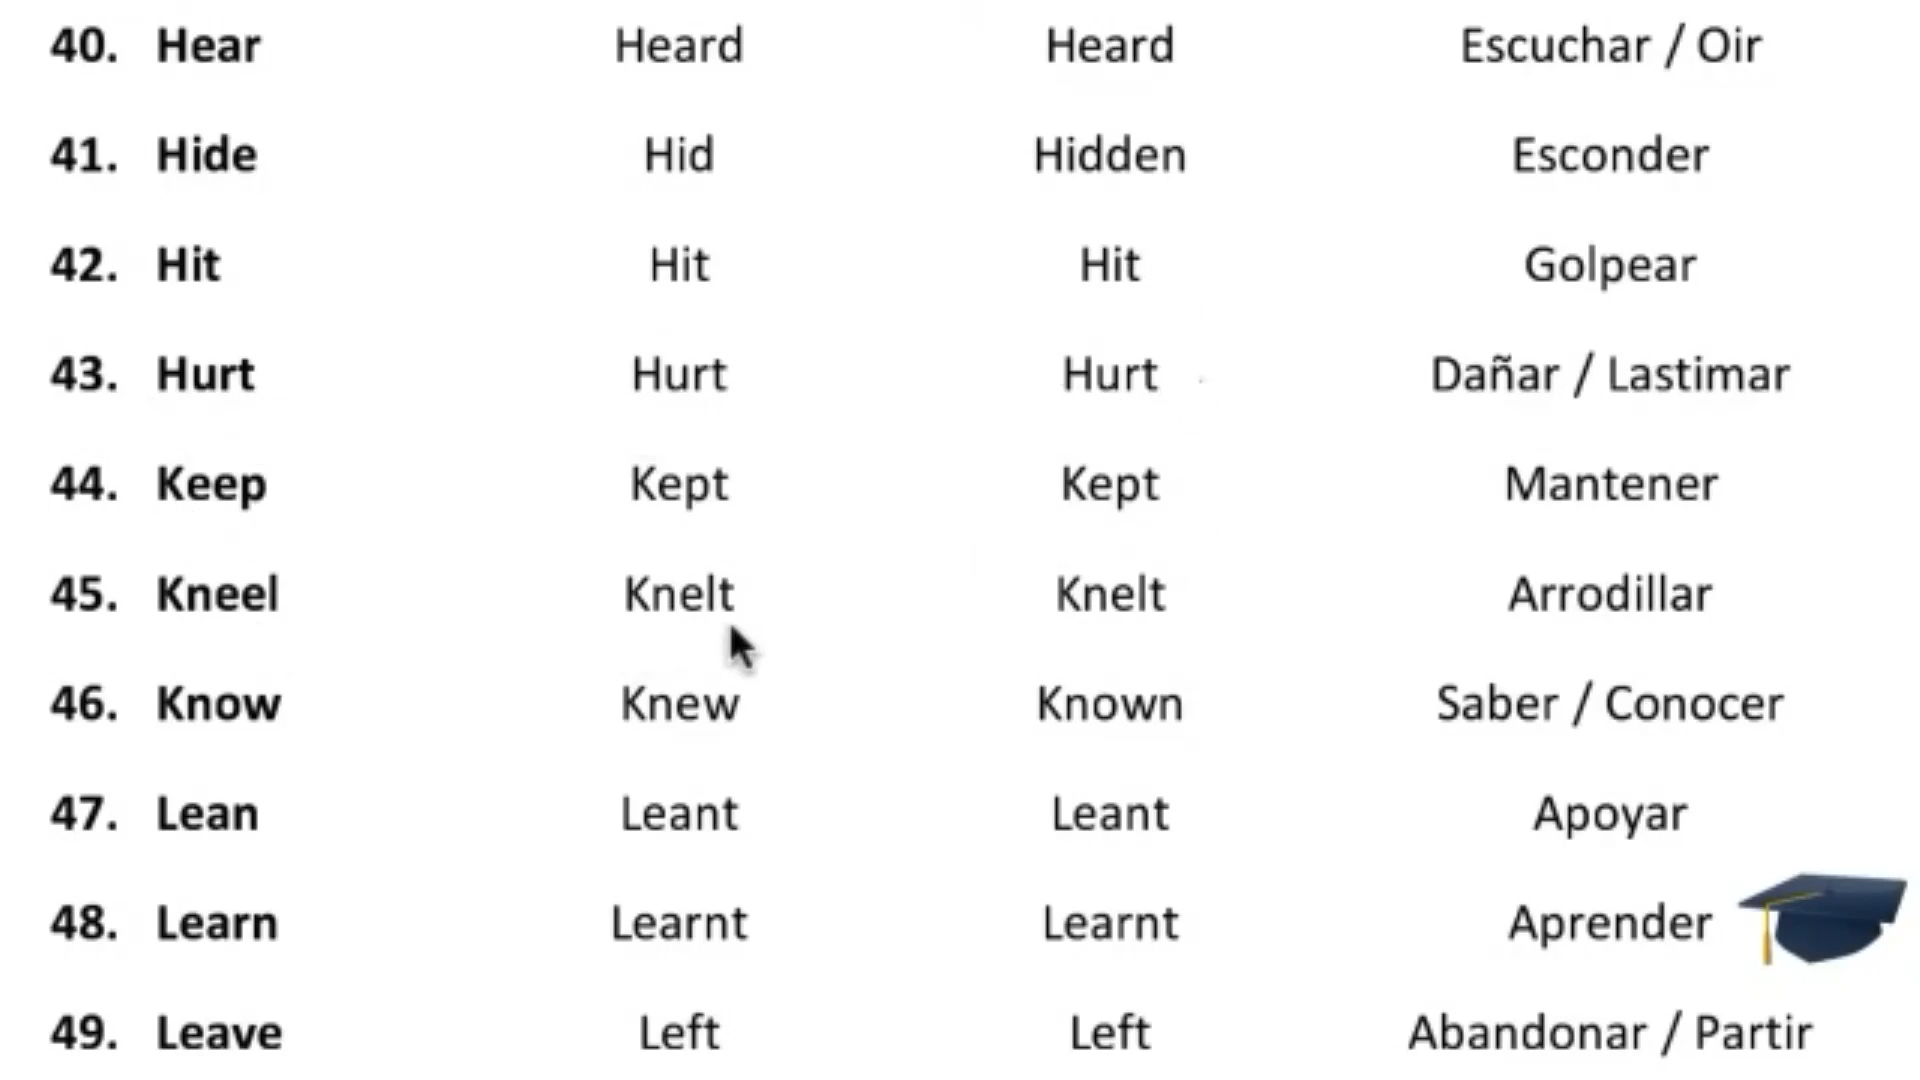 40. Hear Heard Heard Escuchar / Oir
41. Hide Hid Hidden Esconder
42. Hit Hit Hit Golpear
43. Hurt Hurt Hurt Dañar / Lastimar
44. Keep Kept Kept Mantener
45. Kneel Knelt Knelt Arrodillar
46. Know Knew Known Saber / Conocer
47. Lean Leant Leant Apoyar
48. Learn Learnt Learnt Aprender
49. Leave Left Left Abandonar / Partir